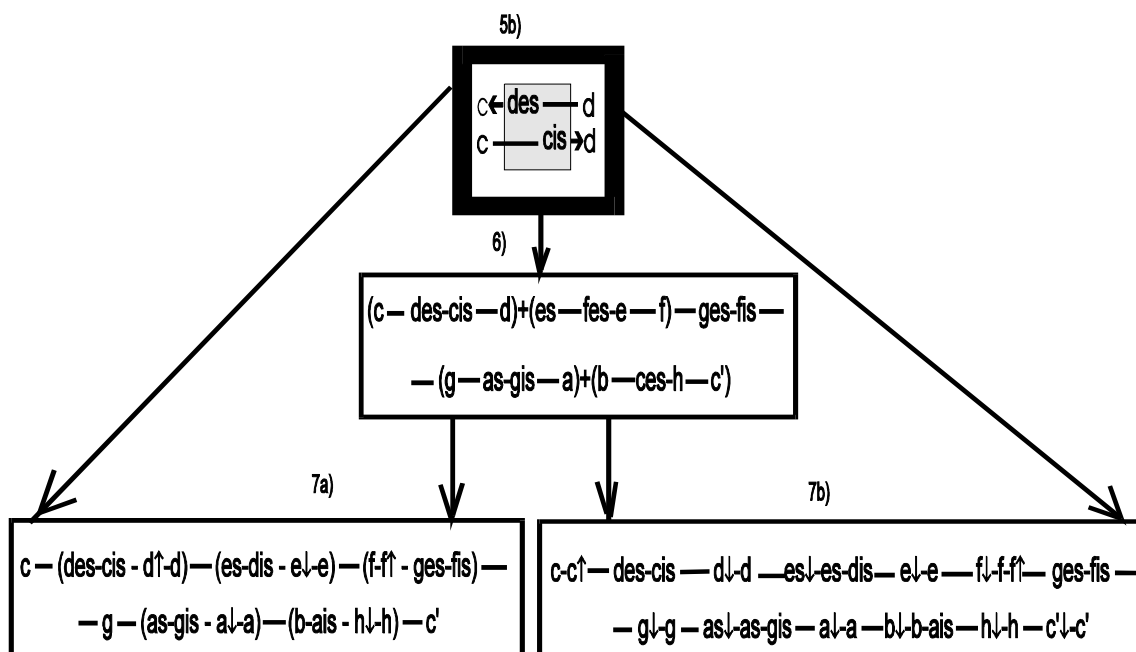 5b)
c← des — d
c — cis →d
6)
(c — des-cis — d)+(es — fes-e — f) — ges-fis —
— (g — as-gis — a)+(b — ces-h — c')
7a)
c — (des-cis - d↑-d) — (es-dis - e↓-e) — (f-f↑ - ges-fis) —
— g — (as-gis - a↓-a) — (b-ais - h↓-h) — c'
7b)
c-c↑ — des-cis — d↓-d — es↓-es-dis — e↓-e — f↓-f-f↑ — ges-fis —
— g↓-g — as↓-as-gis — a↓-a — b↓-b-ais — h↓-h — c'↓-c'